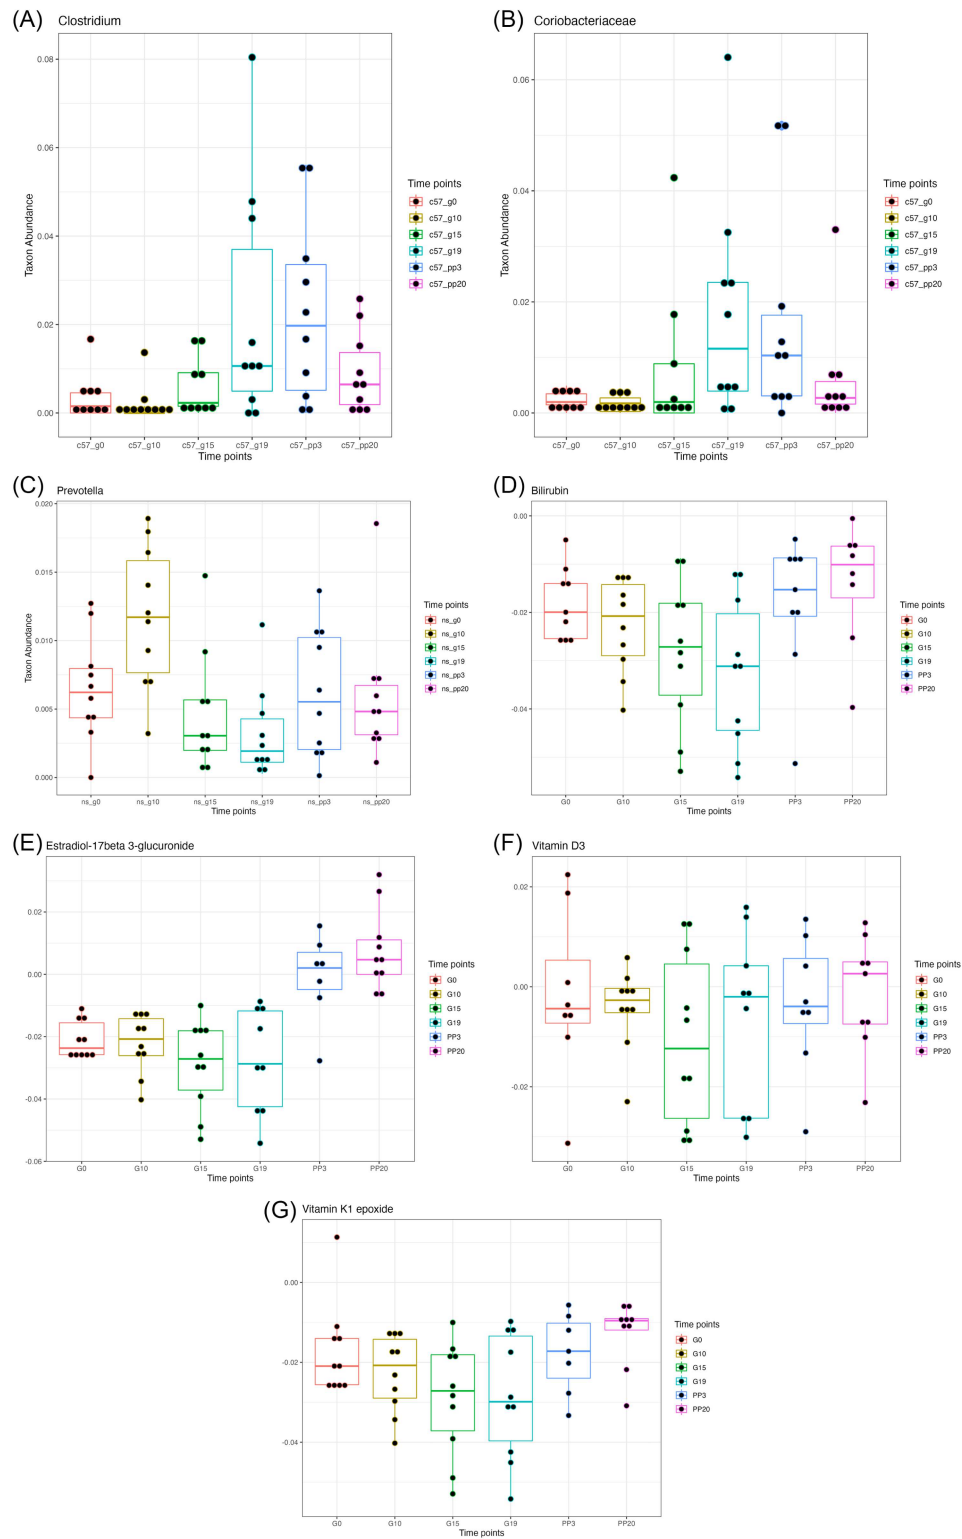 (A) Clostridium
0.08
0.06
0.04
0.02
0.00
Taxon Abundance
c57_g0 c57_g10 c57_g15 c57_g19 c57_pp3 c57_pp20
Time points
Time points
c57_g0
c57_g10
c57_g15
c57_g19
c57_pp3
c57_pp20
(B) Coriobacteriaceae
0.06
0.04
0.02
0.00
Taxon Abundance
c57_g0 c57_g10 c57_g15 c57_g19 c57_pp3 c57_pp20
Time points
Time points
c57_g0
c57_g10
c57_g15
c57_g19
c57_pp3
c57_pp20
(C) Prevotella
0.020
0.015
0.010
0.005
0.000
Taxon Abundance
ns_g0 ns_g10 ns_g15 ns_g19 ns_pp3 ns_pp20
Time points
Time points
ns_g0
ns_g10
ns_g15
ns_g19
ns_pp3
ns_pp20
(D) Bilirubin
0.00
-0.02
-0.04
G0 G10 G15 G19 PP3 PP20
Time points
Time points
G0
G10
G15
G19
PP3
PP20
(E) Estradiol-17beta 3-glucuronide
0.02
0.00
-0.02
-0.04
-0.06
G0 G10 G15 G19 PP3 PP20
Time points
Time points
G0
G10
G15
G19
PP3
PP20
(F) Vitamin D3
0.02
0.00
-0.02
G0 G10 G15 G19 PP3 PP20
Time points
Time points
G0
G10
G15
G19
PP3
PP20
(G) Vitamin K1 epoxide
0.00
-0.02
-0.04
G0 G10 G15 G19 PP3 PP20
Time points
Time points
G0
G10
G15
G19
PP3
PP20